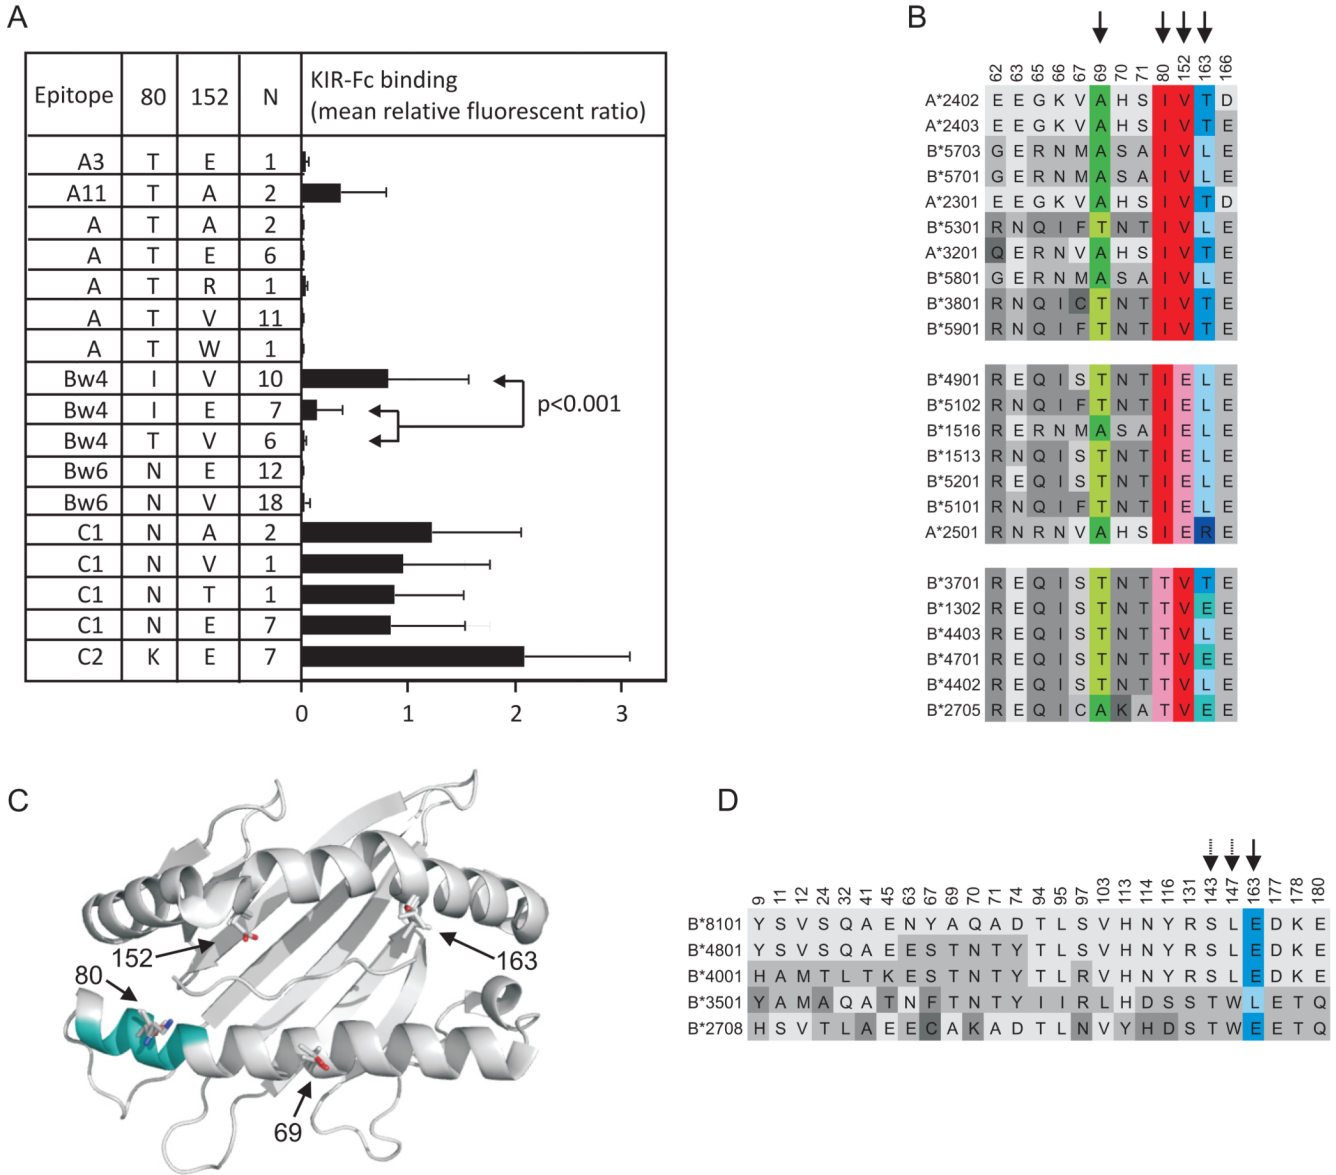 A
Epitope 80 152 N KIR-Fc binding (mean relative fluorescent ratio)
A3 T E 1
A11 T A 2
A T A 2
A T E 6
A T R 1
A T V 11
A T W 1
Bw4 I V 10
Bw4 I E 7
Bw4 T V 6
p<0.001
Bw6 N E 12
Bw6 N V 18
C1 N A 2
C1 N V 1
C1 N T 1
C1 N E 7
C2 K E 7
0 1 2 3
B
62 63 65 66 67 69 70 71 80 152 163 166
A*2402 E E G K V A H S I V T D
A*2403 E E G K V A H S I V T E
B*5703 G E R N M A S A I V L E
B*5701 G E R N M A S A I V L E
A*2301 E E G K V A H S I V T D
B*5301 R N Q I F T N T I V L E
A*3201 Q E R N V A H S I V T E
B*5801 G E R N M A S A I V L E
B*3801 R N Q I C T N T I V T E
B*5901 R N Q I F T N T I V T E
B*4901 R E Q I S T N T I E L E
B*5102 R N Q I F T N T I E L E
B*1516 R E R N M A S A I E L E
B*1513 R N Q I S T N T I E L E
B*5201 R E Q I S T N T I E L E
B*5101 R N Q I F T N T I E L E
A*2501 R N R N V A H S I E R E
B*3701 R E Q I S T N T T V T E
B*1302 R E Q I S T N T T V E E
B*4403 R E Q I S T N T T V L E
B*4701 R E Q I S T N T T V E E
B*4402 R E Q I S T N T T V L E
B*2705 R E Q I C A K A T V E E
C
152
163
80
69
D
9 11 12 24 32 41 45 63 67 69 70 71 74 94 95 97 103 113 114 116 131 143 147 163 177 178 180
B*8101 Y S V S Q A E N Y A Q A D T L S V H N Y R S L E D K E
B*4801 Y S V S Q A E E S T N T Y T L S V H N Y R S L E D K E
B*4001 H A M T L T K E S T N T Y T L R V H N Y R S L E D K E
B*3501 Y A M A Q A T N F T N T Y I I R L H D S S T W L E T Q
B*2708 H S V T L A E E C A K A D T L N V Y H D S T W E E T Q